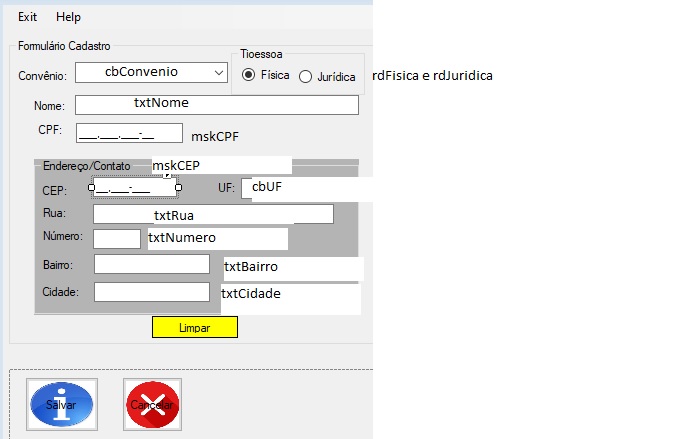 Exit Help
Formulário Cadastro
Tioessoa
Convênio: cbConvenio Física Jurídica rdFisica e rdJuridica
Nome: txtNome
CPF: ___.___.___-__ mskCPF
Endereço/Contato mskCEP
CEP: __.___-___ UF: cbUF
Rua: txtRua
Número: txtNumero
Bairro: txtBairro
Cidade: txtCidade
Limpar
Salvar Cancelar